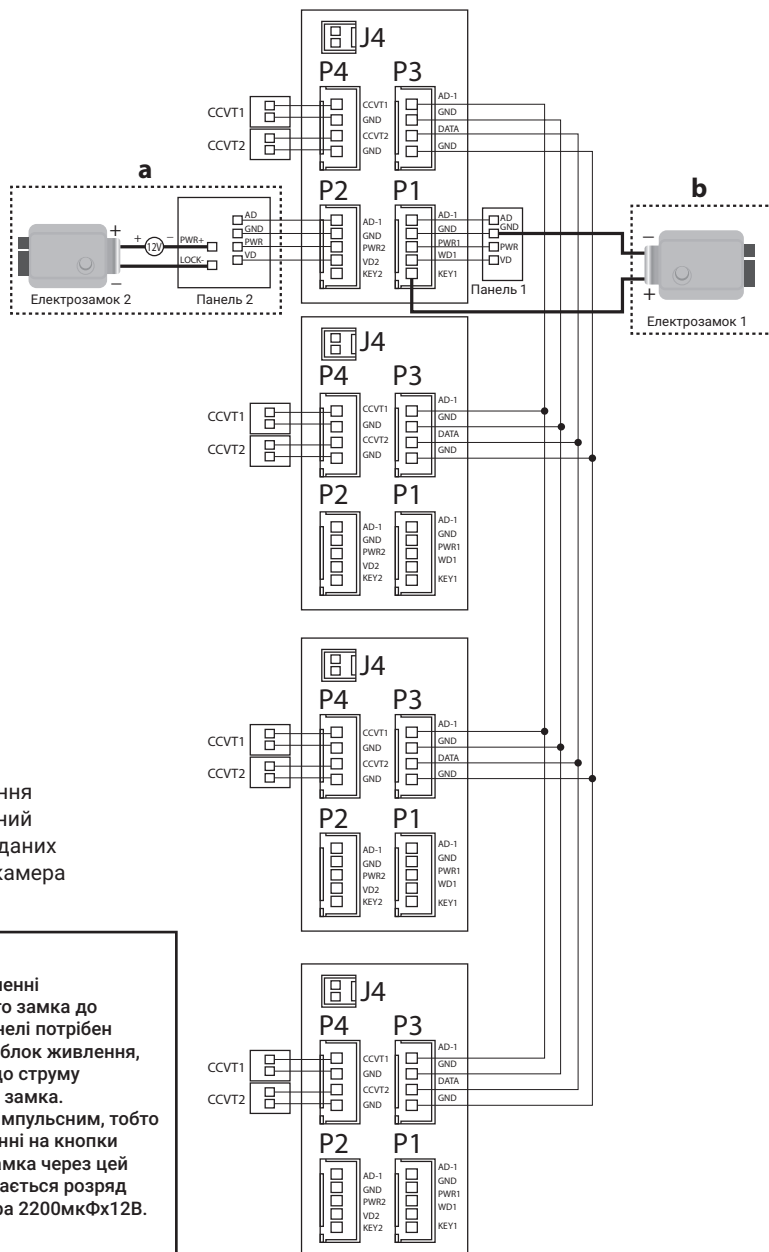 J4
P4 P3
CCVT1
CCVT2
CCVT1
GND
CCVT2
GND
AD-1
GND
DATA
GND
a
P2 P1
b
+
+ 12V −
PWR+
LOCK-
−
Електрозамок 2
AD
GND
PWR
VD
Панель 2
AD-1
GND
PWR2
VD2
KEY2
AD-1
GND
PWR1
WD1
KEY1
AD
GND
PWR
VD
Панель 1
−
+
Електрозамок 1
J4
P4 P3
CCVT1
CCVT2
CCVT1
GND
CCVT2
GND
AD-1
GND
DATA
GND
P2 P1
AD-1
GND
PWR2
VD2
KEY2
AD-1
GND
PWR1
WD1
KEY1
J4
P4 P3
CCVT1
CCVT2
CCVT1
GND
CCVT2
GND
AD-1
GND
DATA
GND
P2 P1
AD-1
GND
PWR2
VD2
KEY2
AD-1
GND
PWR1
WD1
KEY1
ння
ний
даних
камера
ленні
го замка до
нелі потрібен
блок живлення,
до струму
замка.
мпульсним, тобто
енні на кнопки
амка через цей
ається розряд
ра 2200мкФх12В.
J4
P4 P3
CCVT1
CCVT2
CCVT1
GND
CCVT2
GND
AD-1
GND
DATA
GND
P2 P1
AD-1
GND
PWR2
VD2
KEY2
AD-1
GND
PWR1
WD1
KEY1